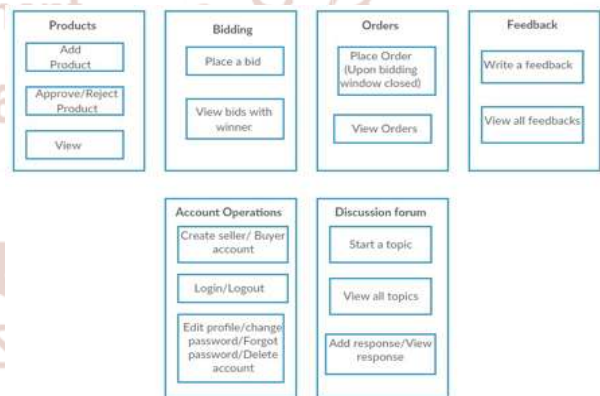 Products
Add
Product
Approve/Reject
Product
View
Bidding
Place a bid
View bids with
winner
Orders
Place Order
(Upon bidding
window closed)
View Orders
Feedback
Write a feedback
View all feedbacks
Account Operations
Create seller/ Buyer
account
Login/Logout
Edit profile/change
password/Forgot
password/Delete
account
Discussion forum
Start a topic
View all topics
Add response/View
response